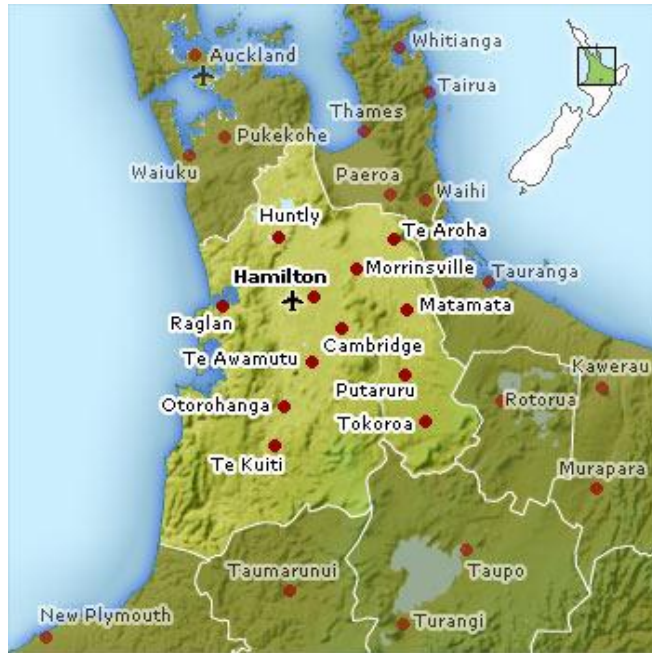 Whitianga
Auckland
Tairua
Thames
Pukekohe
Waiuku
Paeroa
Waihi
Huntly
Te Aroha
Morrinsville
Hamilton
Tauranga
Matamata
Raglan
Cambridge
Te Awamutu
Kawerau
Putaruru
Rotorua
Otorohanga
Tokoroa
Te Kuiti
Murapara
Taumarunui
Taupo
New Plymouth
Turangi